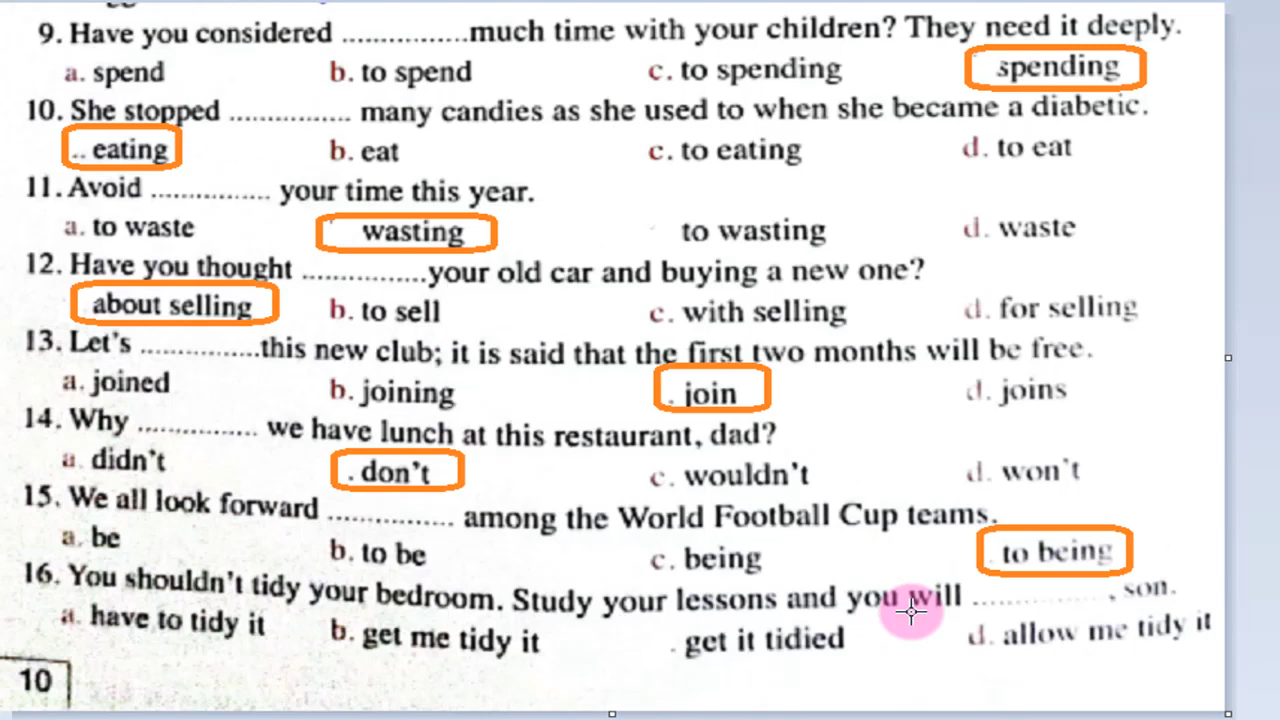 9. Have you considered ................much time with your children? They need it deeply.
a. spend b. to spend c. to spending spending
10. She stopped ................ many candies as she used to when she became a diabetic.
.. eating b. eat c. to eating d. to eat
11. Avoid ................ your time this year.
a. to waste wasting to wasting d. waste
12. Have you thought ................your old car and buying a new one?
about selling b. to sell c. with selling d. for selling
13. Let's ................this new club; it is said that the first two months will be free.
a. joined b. joining . join d. joins
14. Why ................ we have lunch at this restaurant, dad?
a. didn't . don't c. wouldn't d. won't
15. We all look forward ................ among the World Football Cup teams.
a. be b. to be c. being to being
16. You shouldn't tidy your bedroom. Study your lessons and you will ................, son.
a. have to tidy it b. get me tidy it . get it tidied d. allow me tidy it
10